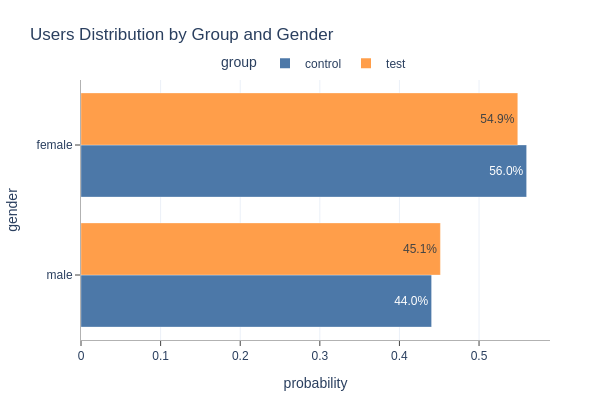 Users Distribution by Group and Gender
group control test
female
54.9%
56.0%
gender
male
45.1%
44.0%
0 0.1 0.2 0.3 0.4 0.5
probability